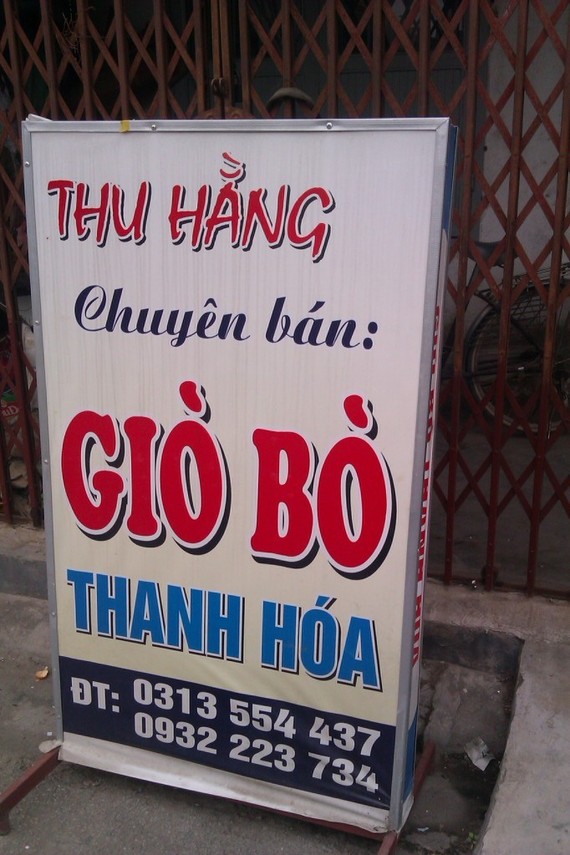 THU HẰNG
Chuyên bán:
GIÒ BÒ
THANH HÓA
ĐT: 0313 554 437
0932 223 734